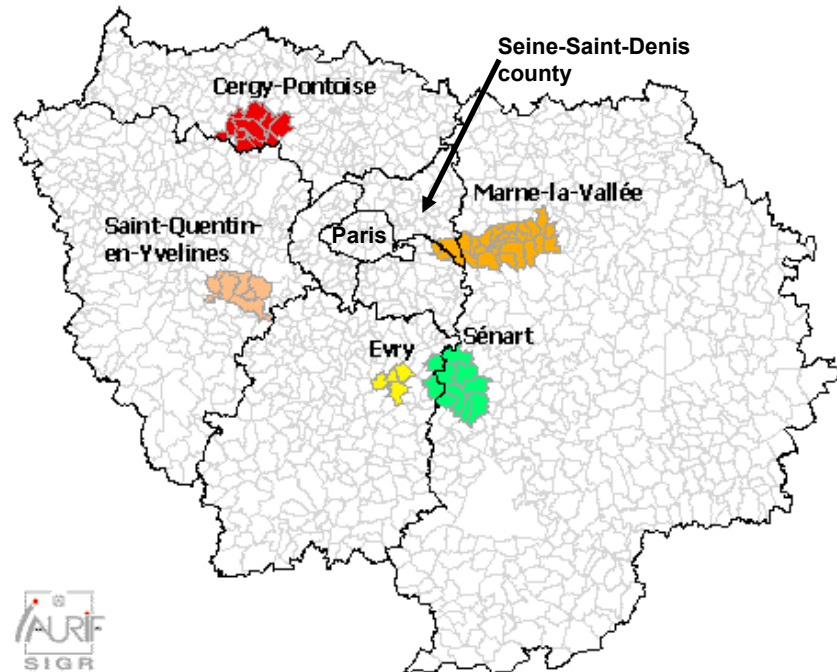 Seine-Saint-Denis
county
Cergy-Pontoise
Marne-la-Vallée
Saint-Quentin-
en-Yvelines
Paris
Evry
Sénart
IAURIF
SIGR